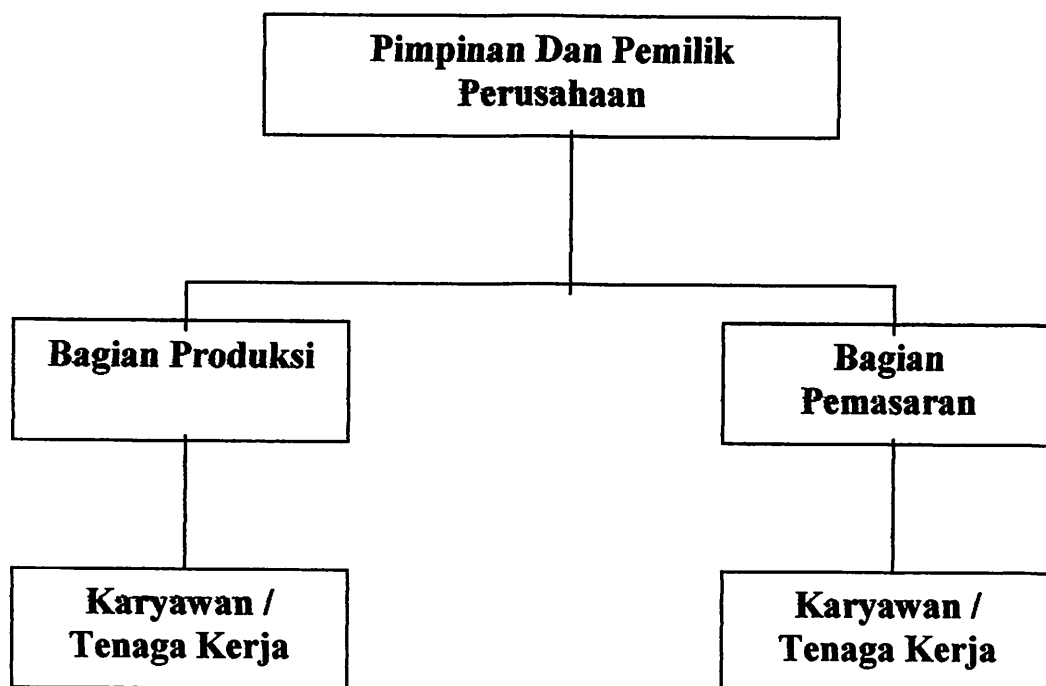 Pimpinan Dan Pemilik
Perusahaan
Bagian Produksi
Bagian
Pemasaran
Karyawan /
Tenaga Kerja
Karyawan /
Tenaga Kerja